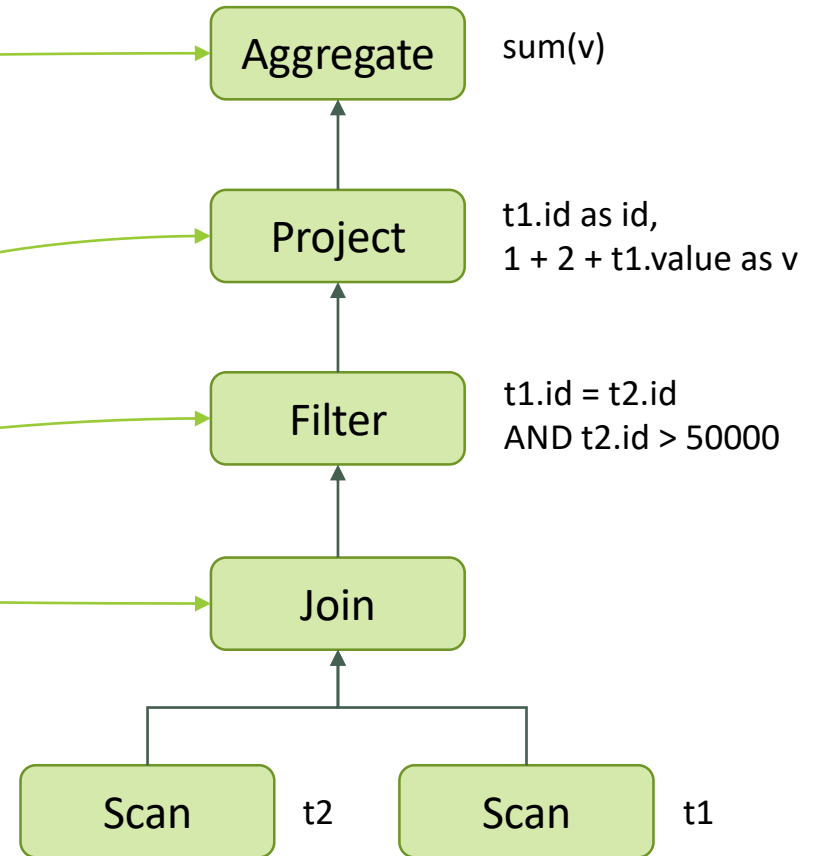 Aggregate
sum(v)
Project
t1.id as id,
1 + 2 + t1.value as v
Filter
t1.id = t2.id
AND t2.id > 50000
Join
Scan
t2
Scan
t1